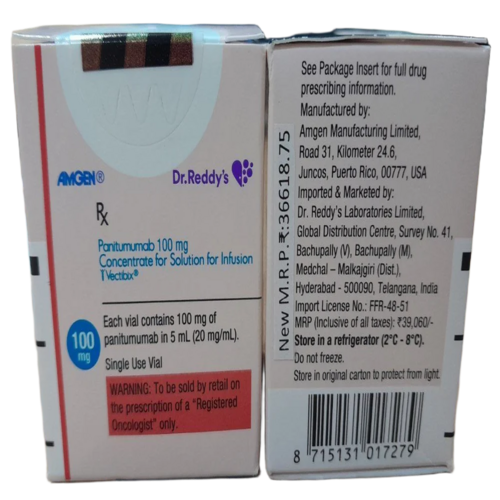 AMGEN®
Dr.Reddy's
Rx
Panitumumab 100 mg
Concentrate for Solution for Infusion
TVectibix®
100
mg
Each vial contains 100 mg of
panitumumab in 5 mL (20 mg/mL).
Single Use Vial
WARNING: To be sold by retail on
the prescription of a "Registered
Oncologist" only.
See Package Insert for full drug
prescribing information.
Manufactured by:
Amgen Manufacturing Limited,
Road 31, Kilometer 24.6,
Juncos, Puerto Rico, 00777, USA
Imported & Marketed by:
Dr. Reddy's Laboratories Limited,
Global Distribution Centre, Survey No. 41,
Bachupally (V), Bachupally (M),
Medchal – Malkajgiri (Dist.),
Hyderabad - 500090, Telangana, India
Import License No.: FFR-48-51
MRP (Inclusive of all taxes): ₹39,060/-
Store in a refrigerator (2°C - 8°C).
Do not freeze.
Store in original carton to protect from light.
New M.R.P.₹:36618.75
8 715131 017279